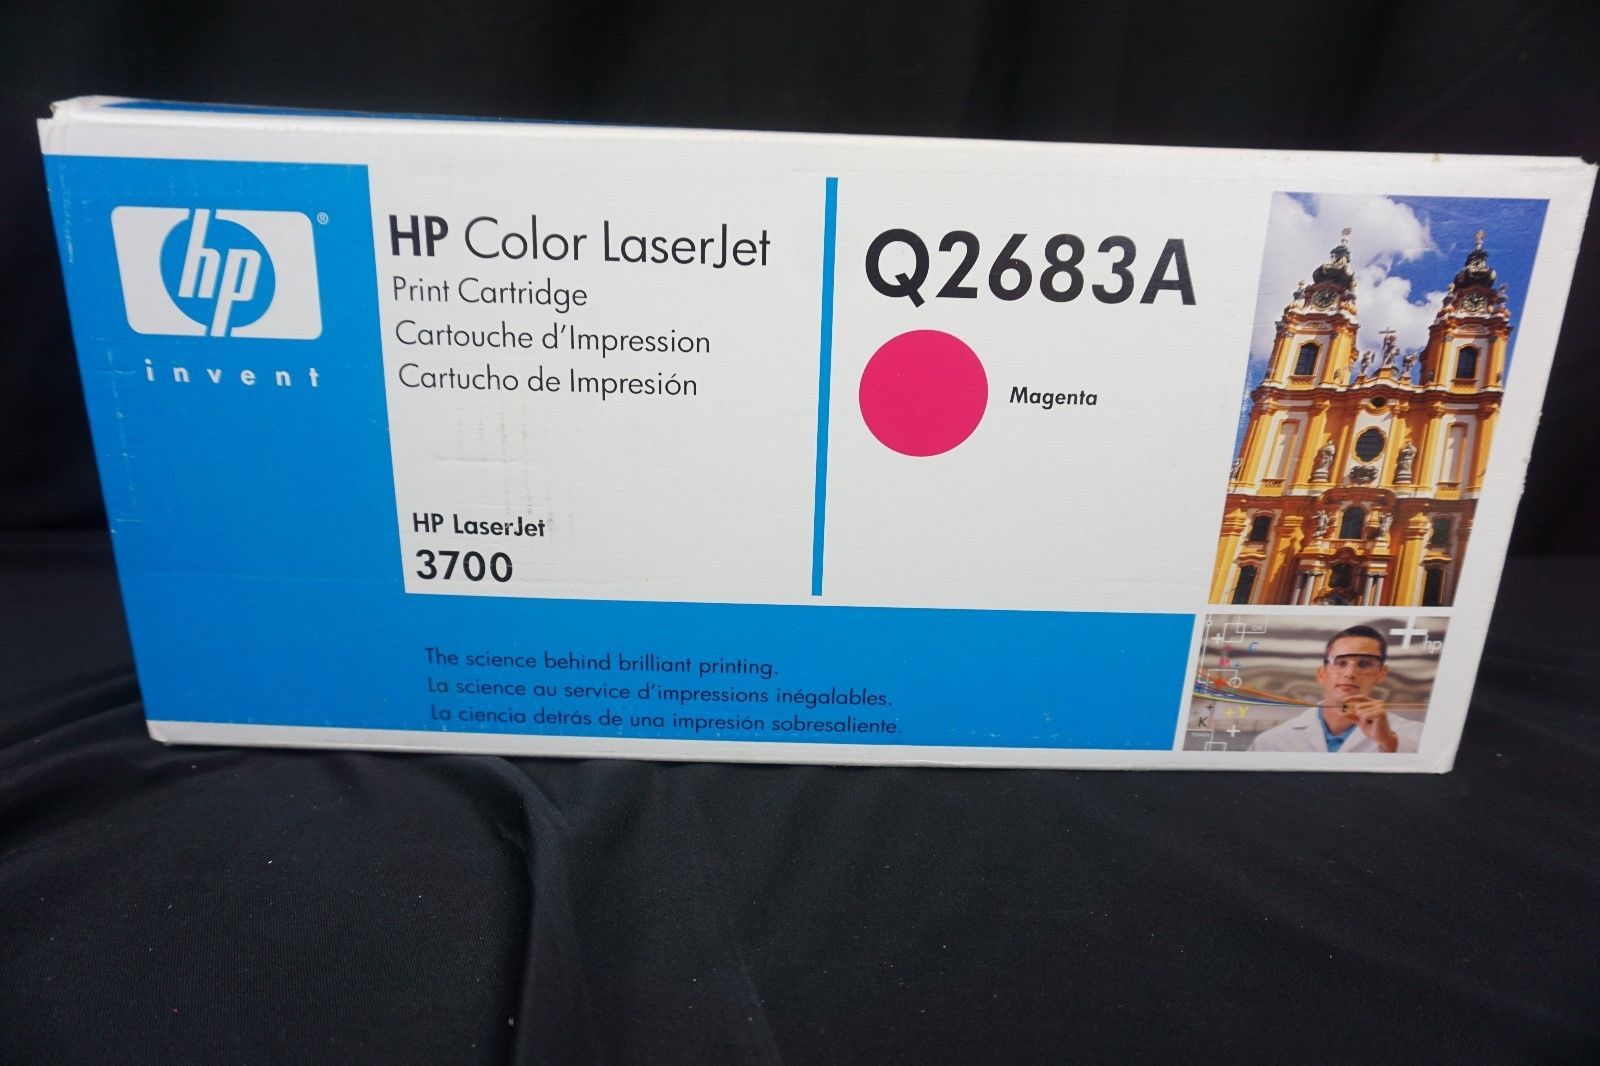 hp®
invent
HP Color LaserJet
Print Cartridge
Cartouche d'Impression
Cartucho de Impresión
HP LaserJet
3700
Q2683A
Magenta
The science behind brilliant printing.
La science au service d'impressions inégalables.
La ciencia detrás de una impresión sobresaliente.
+hp
C
M+
K
+Y